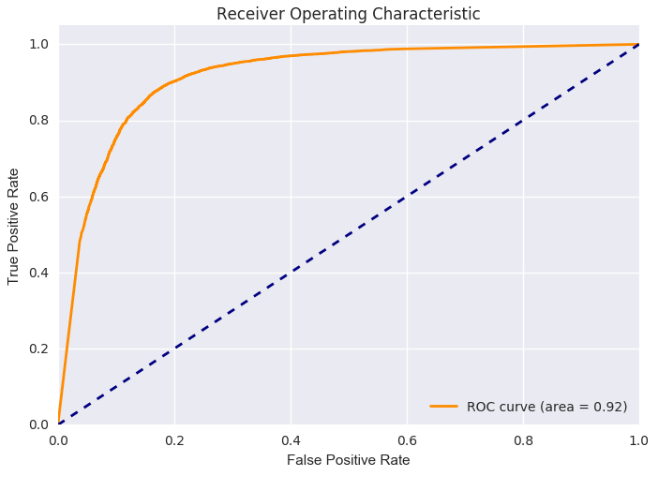 Receiver Operating Characteristic
1.0
0.8
0.6
0.4
0.2
0.0
True Positive Rate
ROC curve (area = 0.92)
0.0 0.2 0.4 0.6 0.8 1.0
False Positive Rate